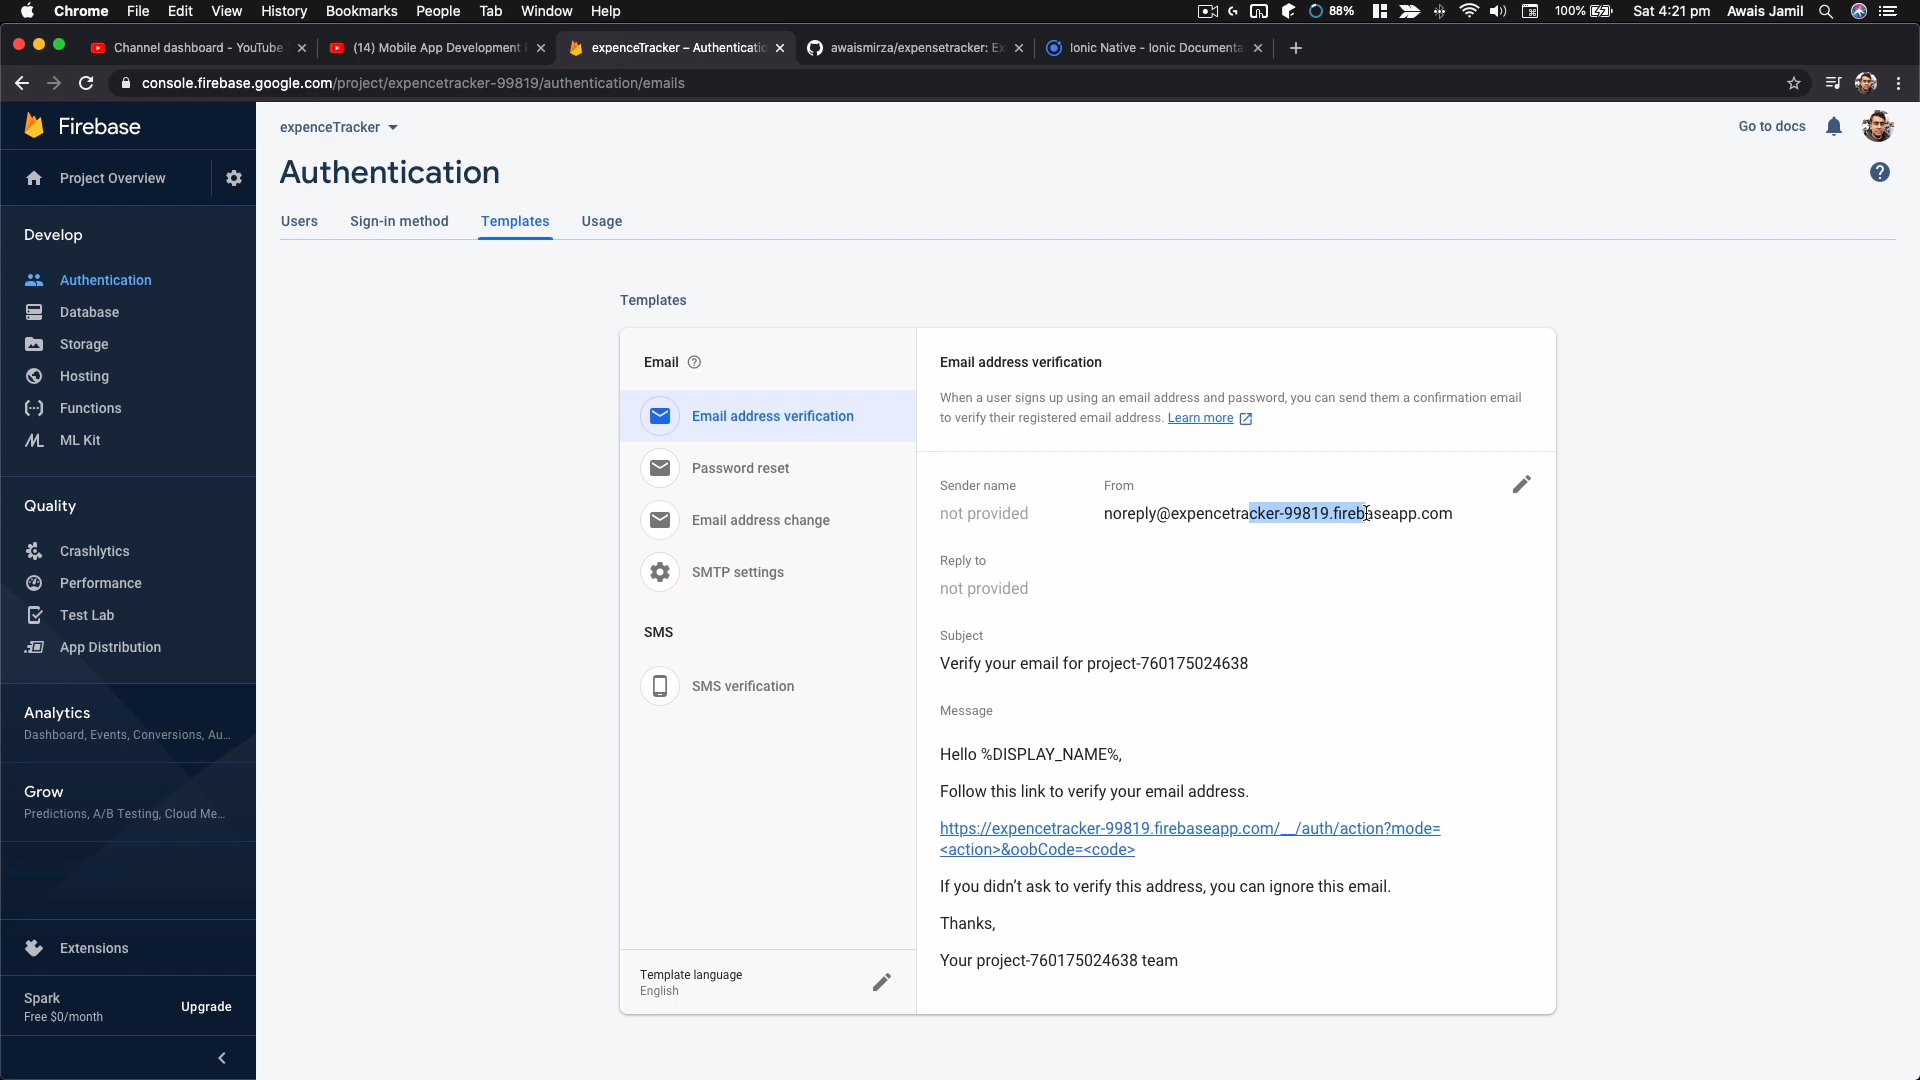 Chrome File Edit View History Bookmarks People Tab Window Help 88% 100% Sat 4:21 pm Awais Jamil
Channel dashboard - YouTube (14) Mobile App Development expenceTracker – Authenticatio awaismirza/expensetracker: Ex Ionic Native - Ionic Documenta
console.firebase.google.com/project/expencetracker-99819/authentication/emails
Firebase
expenceTracker
Go to docs
Project Overview
Authentication
Users Sign-in method Templates Usage
Develop
Authentication
Database
Storage
Hosting
Functions
ML Kit
Quality
Crashlytics
Performance
Test Lab
App Distribution
Analytics
Dashboard, Events, Conversions, Au...
Grow
Predictions, A/B Testing, Cloud Me...
Extensions
Spark
Free $0/month
Upgrade
Templates
Email
Email address verification
Password reset
Email address change
SMTP settings
SMS
SMS verification
Template language
English
Email address verification
When a user signs up using an email address and password, you can send them a confirmation email
to verify their registered email address. Learn more
Sender name From
not provided noreply@expencetracker-99819.firebaseapp.com
Reply to
not provided
Subject
Verify your email for project-760175024638
Message
Hello %DISPLAY_NAME%,
Follow this link to verify your email address.
https://expencetracker-99819.firebaseapp.com/__/auth/action?mode=
<action>&oobCode=<code>
If you didn’t ask to verify this address, you can ignore this email.
Thanks,
Your project-760175024638 team